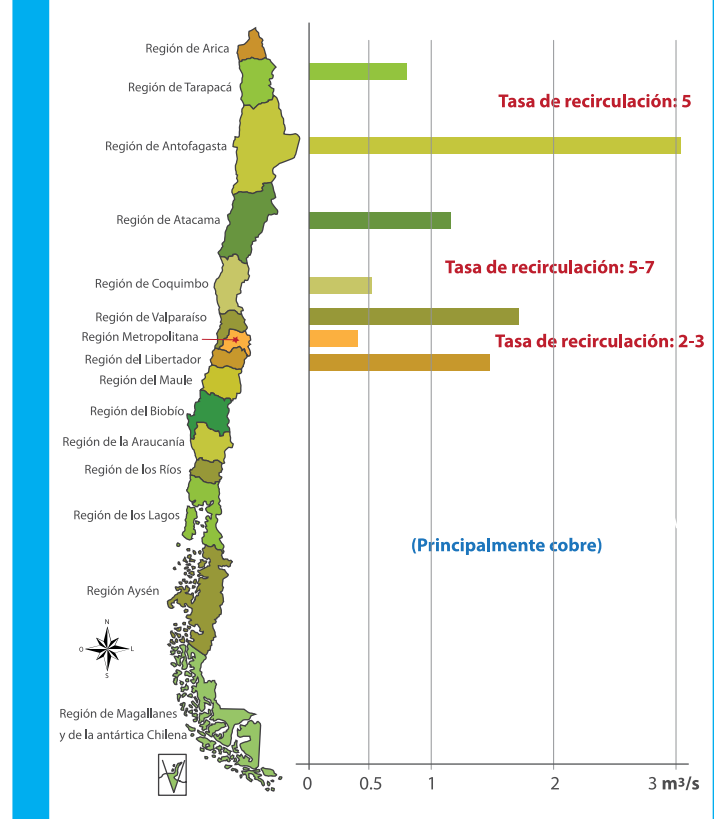 Región de Arica
Región de Tarapacá
Tasa de recirculación: 5
Región de Antofagasta
Región de Atacama
Tasa de recirculación: 5-7
Región de Coquimbo
Región de Valparaíso
Región Metropolitana
Tasa de recirculación: 2-3
Región del Libertador
Región del Maule
Región del Biobío
Región de la Araucanía
Región de los Ríos
Región de los Lagos
(Principalmente cobre)
Región Aysén
N
O L
S
Región de Magallanes
y de la antártica Chilena
0 0.5 1 2 3 m³/s